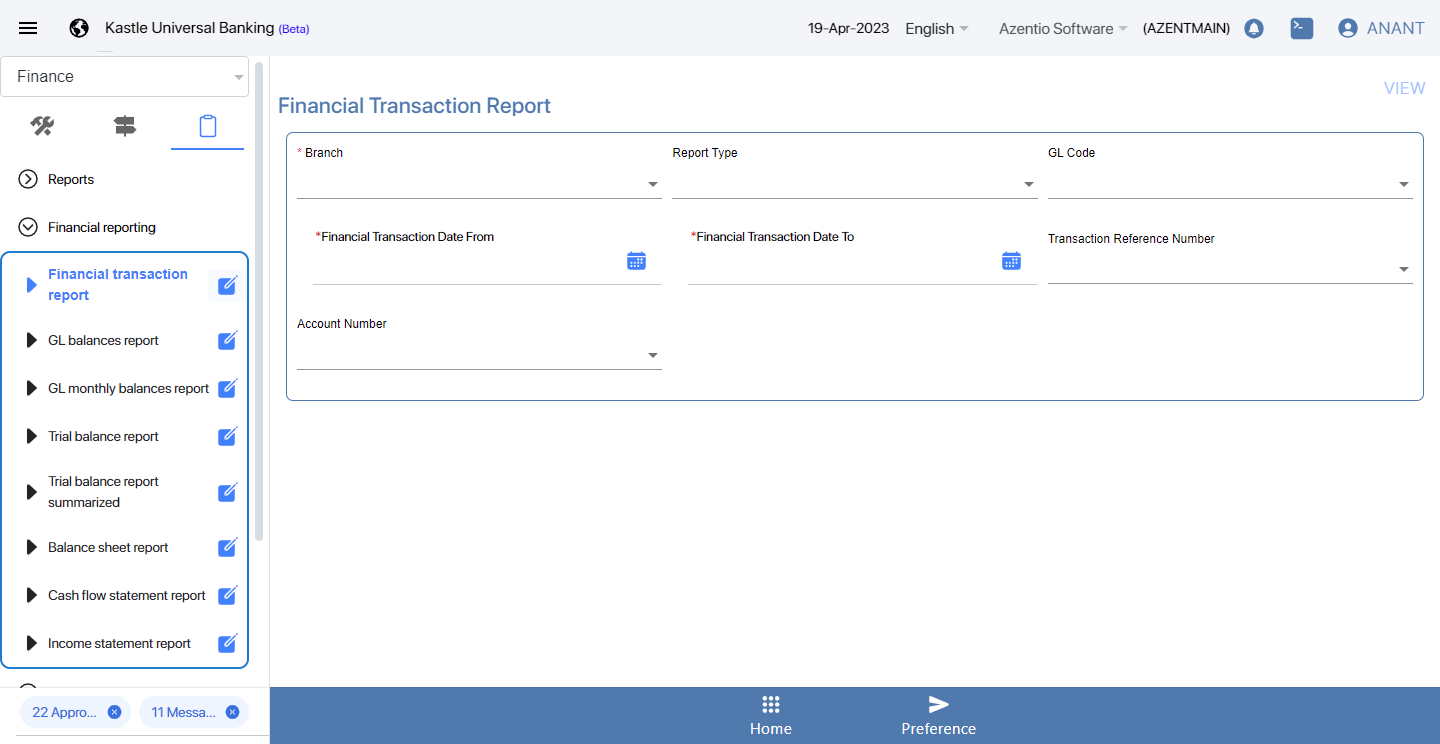 Kastle Universal Banking (Beta)
19-Apr-2023
English
Azentio Software
(AZENTMAIN)
ANANT
Finance
Reports
Financial reporting
Financial transaction
report
GL balances report
GL monthly balances report
Trial balance report
Trial balance report
summarized
Balance sheet report
Cash flow statement report
Income statement report
22 Appro...
11 Messa...
VIEW
Financial Transaction Report
* Branch
Report Type
GL Code
*Financial Transaction Date From
*Financial Transaction Date To
Transaction Reference Number
Account Number
Home
Preference